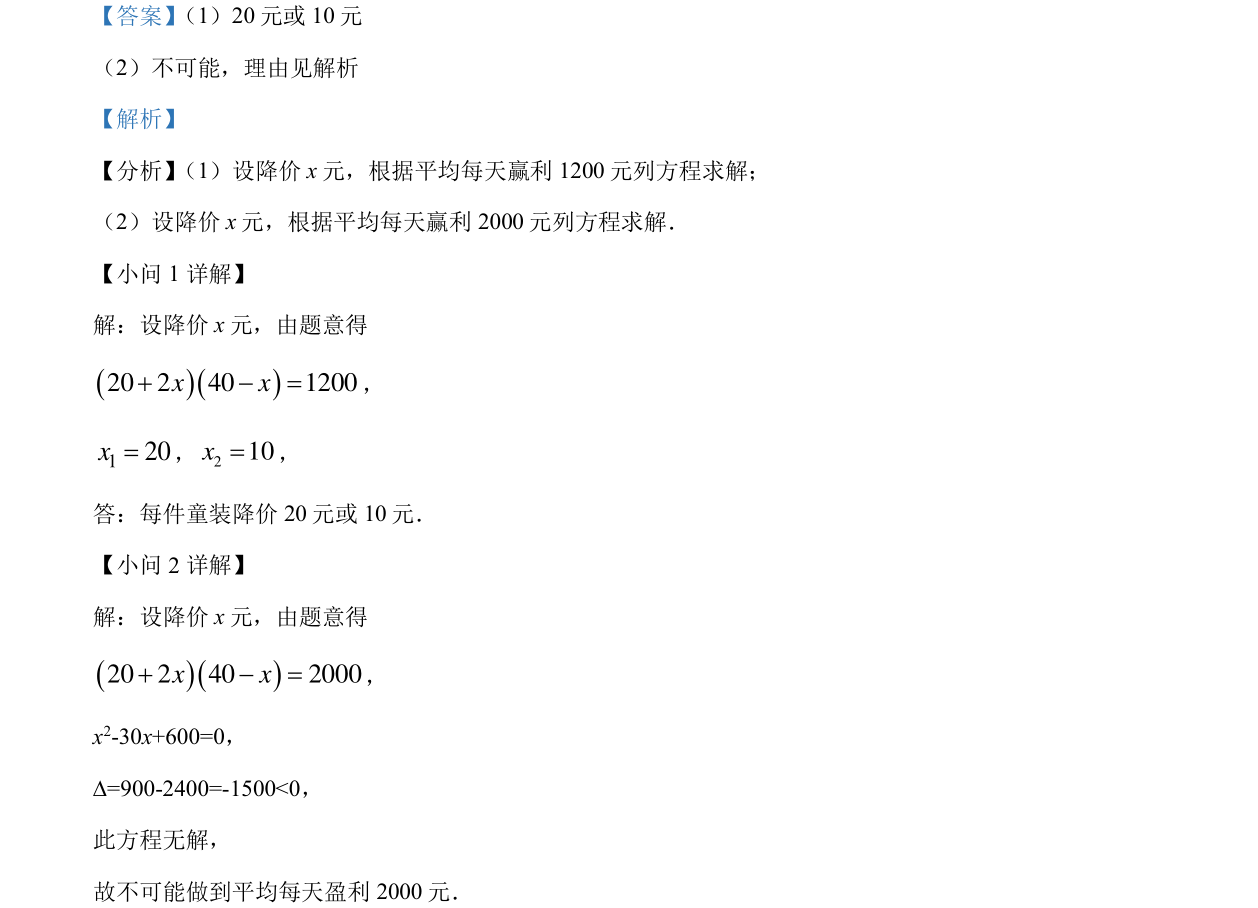 【答案】（1）20 元或 10 元
（2）不可能，理由见解析
【解析】
【分析】（1）设降价 x 元，根据平均每天赢利 1200 元列方程求解；
（2）设降价 x 元，根据平均每天赢利 2000 元列方程求解．
【小问 1 详解】
解：设降价 x 元，由题意得
(20+2x)(40−x)=1200，
x₁=20，x₂=10，
答：每件童装降价 20 元或 10 元．
【小问 2 详解】
解：设降价 x 元，由题意得
(20+2x)(40−x)=2000，
x²-30x+600=0，
Δ=900-2400=-1500<0，
此方程无解，
故不可能做到平均每天盈利 2000 元．